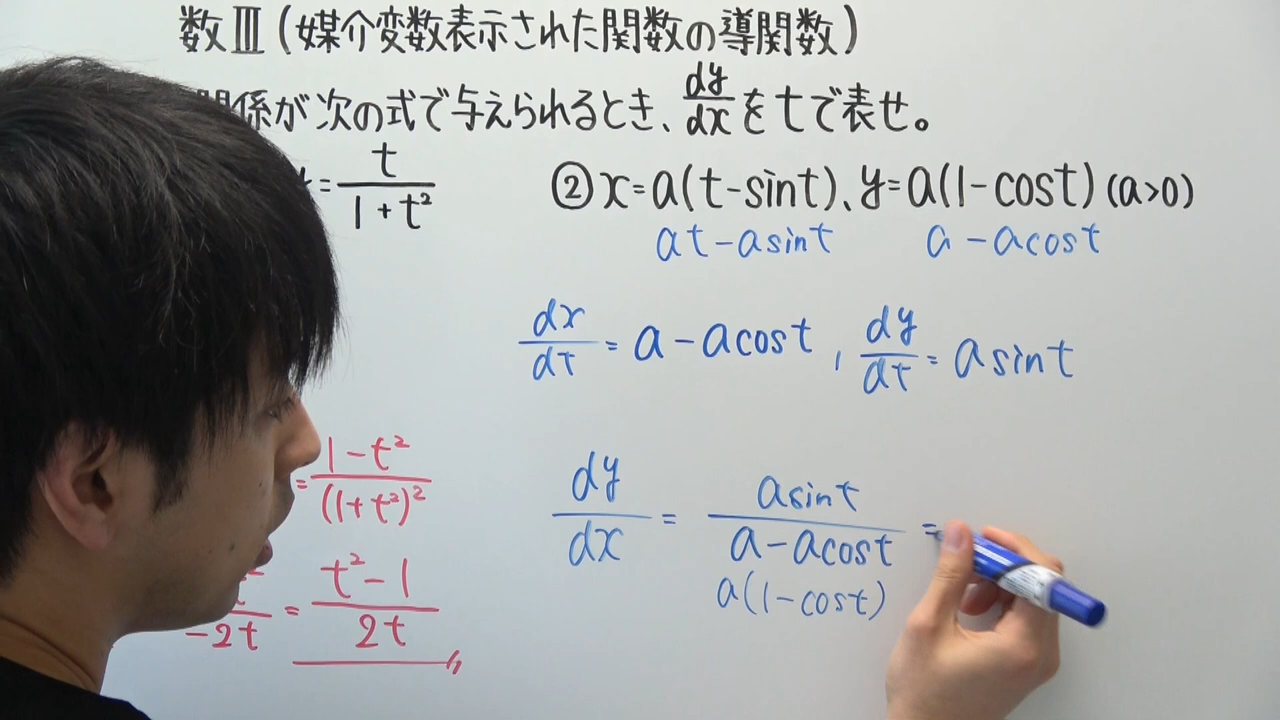 数Ⅲ(媒介変数表示された関数の導関数)
関係が次の式で与えられるとき、dy/dxをtで表せ。
=t/(1+t²)
②x=a(t-sint)、y=a(1-cost)(a>0)
at-asint a-acost
dx/dt=a-acost, dy/dt=asint
=(1-t²)/(1+t²)²
dy/dx=asint/(a-acost)=
a(1-cost)
/-2t=(t²-1)/2t